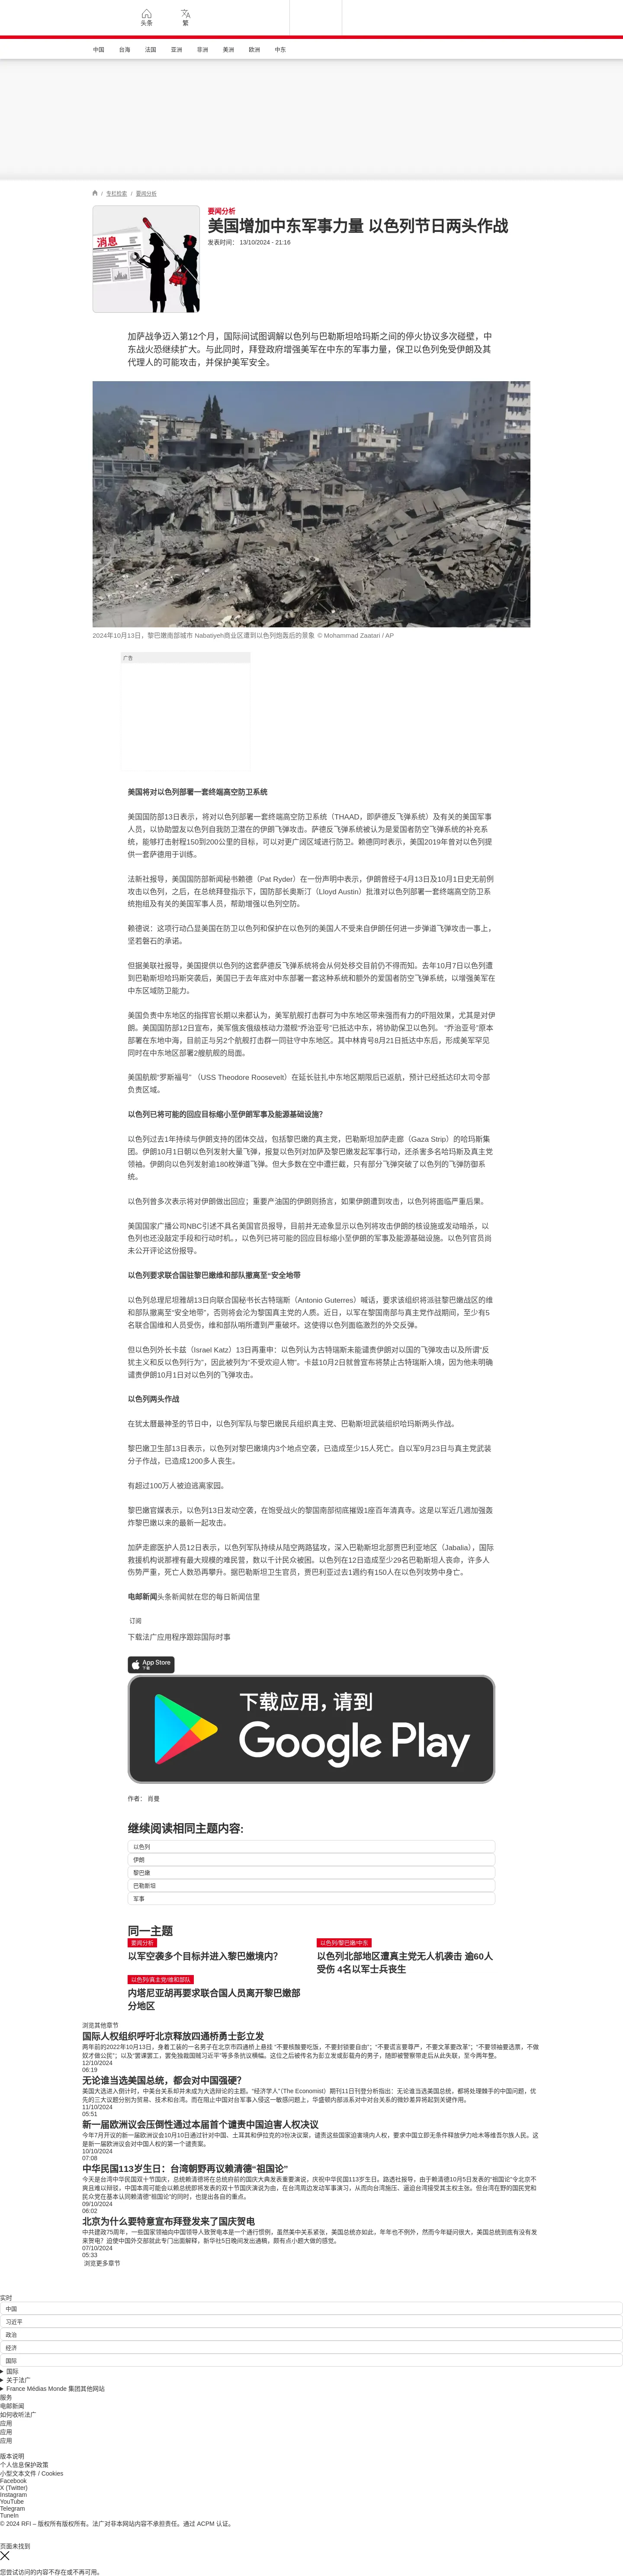 头条
繁
中国
台海
法国
亚洲
非洲
美洲
欧洲
中东
/ 专栏检索 / 要闻分析
消息
要闻分析
美国增加中东军事力量 以色列节日两头作战
发表时间： 13/10/2024 - 21:16
加萨战争迈入第12个月，国际间试图调解以色列与巴勒斯坦哈玛斯之间的停火协议多次碰壁，中
东战火恐继续扩大。与此同时，拜登政府增强美军在中东的军事力量，保卫以色列免受伊朗及其
代理人的可能攻击，并保护美军安全。
2024年10月13日，黎巴嫩南部城市 Nabatiyeh商业区遭到以色列炮轰后的景象 © Mohammad Zaatari / AP
广告
美国将对以色列部署一套终端高空防卫系统
美国国防部13日表示，将对以色列部署一套终端高空防卫系统（THAAD，即萨德反飞弹系统）及有关的美国军事
人员，以协助盟友以色列自我防卫潜在的伊朗飞弹攻击。萨德反飞弹系统被认为是爱国者防空飞弹系统的补充系
统，能够打击射程150到200公里的目标，可以对更广阔区域进行防卫。赖德同时表示，美国2019年曾对以色列提
供一套萨德用于训练。
法新社报导，美国国防部新闻秘书赖德（Pat Ryder）在一份声明中表示，伊朗曾经于4月13日及10月1日史无前例
攻击以色列，之后，在总统拜登指示下，国防部长奥斯汀（Lloyd Austin）批淮对以色列部署一套终端高空防卫系
统抱组及有关的美国军事人员，帮助增强以色列空防。
赖德说：这项行动凸显美国在防卫以色列和保护在以色列的美国人不受来自伊朗任何进一步弹道飞弹攻击一事上，
坚若磐石的承诺。
但据美联社报导，美国提供以色列的这套萨德反飞弹系统将会从何处移交目前仍不得而知。去年10月7日以色列遭
到巴勒斯坦哈玛斯突袭后，美国已于去年底对中东部署一套这种系统和额外的爱国者防空飞弹系统，以增强美军在
中东区域防卫能力。
美国负责中东地区的指挥官长期以来都认为，美军航舰打击群可为中东地区带来强而有力的吓阻效果，尤其是对伊
朗。美国国防部12日宣布，美军俄亥俄级核动力潜舰“乔治亚号”已抵达中东，将协助保卫以色列。 “乔治亚号”原本
部署在东地中海，目前正与另2个航舰打击群一同驻守中东地区。其中林肯号8月21日抵达中东后，形成美军罕见
同时在中东地区部署2艘航舰的局面。
美国航舰“罗斯福号” （USS Theodore Roosevelt）在延长驻扎中东地区期限后已返航，预计已经抵达印太司令部
负责区域。
以色列已将可能的回应目标缩小至伊朗军事及能源基础设施?
以色列过去1年持续与伊朗支持的团体交战，包括黎巴嫩的真主党，巴勒斯坦加萨走廊（Gaza Strip）的哈玛斯集
团。伊朗10月1日朝以色列发射大量飞弹，报复以色列对加萨及黎巴嫩发起军事行动，还杀害多名哈玛斯及真主党
领袖。伊朗向以色列发射逾180枚弹道飞弹。但大多数在空中遭拦截，只有部分飞弹突破了以色列的飞弹防御系
统。
以色列曾多次表示将对伊朗做出回应；重要产油国的伊朗则扬言，如果伊朗遭到攻击，以色列将面临严重后果。
美国国家广播公司NBC引述不具名美国官员报导，目前并无迹象显示以色列将攻击伊朗的核设施或发动暗杀，以
色列也还没敲定手段和行动时机.。以色列已将可能的回应目标缩小至伊朗的军事及能源基础设施。以色列官员尚
未公开评论这份报导。
以色列要求联合国驻黎巴嫩维和部队撤离至“安全地带
以色列总理尼坦雅胡13日向联合国秘书长古特瑞斯（Antonio Guterres）喊话，要求该组织将派驻黎巴嫩战区的维
和部队撤离至“安全地带”，否则将会沦为黎国真主党的人质。近日，以军在黎国南部与真主党作战期间，至少有5
名联合国维和人员受伤，维和部队哨所遭到严重破坏。这使得以色列面临激烈的外交反弹。
但以色列外长卡兹（Israel Katz）13日再重申：以色列认为古特瑞斯未能谴责伊朗对以国的飞弹攻击以及所谓“反
犹主义和反以色列行为”，因此被列为“不受欢迎人物”。卡兹10月2日就曾宣布将禁止古特瑞斯入境，因为他未明确
谴责伊朗10月1日对以色列的飞弹攻击。
以色列两头作战
在犹太曆最神圣的节日中，以色列军队与黎巴嫩民兵组织真主党、巴勒斯坦武装组织哈玛斯两头作战。
黎巴嫩卫生部13日表示，以色列对黎巴嫩境内3个地点空袭，已造成至少15人死亡。自以军9月23日与真主党武装
分子作战，已造成1200多人丧生。
有超过100万人被迫逃离家园。
黎巴嫩官媒表示，以色列13日发动空袭，在饱受战火的黎国南部彻底摧毁1座百年清真寺。这是以军近几週加强轰
炸黎巴嫩以来的最新一起攻击。
加萨走廊医护人员12日表示，以色列军队持续从陆空两路猛攻，深入巴勒斯坦北部贾巴利亚地区（Jabalia），国际
救援机构说那裡有最大规模的难民营，数以千计民众被困。以色列在12日造成至少29名巴勒斯坦人丧命，许多人
伤势严重，死亡人数恐再攀升。据巴勒斯坦卫生官员，贾巴利亚过去1週约有150人在以色列攻势中身亡。
电邮新闻头条新闻就在您的每日新闻信里
订阅
下载法广应用程序跟踪国际时事
App Store
下载
下载应用，请到
Google Play
作者： 肖曼
继续阅读相同主题内容:
以色列
伊朗
黎巴嫩
巴勒斯坦
军事
同一主题
要闻分析
以军空袭多个目标并进入黎巴嫩境内?
以色列/黎巴嫩/中东
以色列北部地区遭真主党无人机袭击 逾60人
受伤 4名以军士兵丧生
以色列/真主党/维和部队
内塔尼亚胡再要求联合国人员离开黎巴嫩部
分地区
浏览其他章节
国际人权组织呼吁北京释放四通桥勇士彭立发
两年前的2022年10月13日，身着工装的一名男子在北京市四通桥上悬挂 “不要核酸要吃饭，不要封锁要自由”；“不要谎言要尊严，不要文革要改革”；“不要领袖要选票，不做
奴才做公民”；以及“罢课罢工，罢免独裁国贼习近平”等多条抗议横幅。这位之后被传名为彭立发或彭载舟的男子，随即被警察带走后从此失联，至今两年整。
12/10/2024
06:19
无论谁当选美国总统，都会对中国强硬?
美国大选进入倒计时，中美台关系却并未成为大选辩论的主题。“经济学人”（The Economist）期刊11日刊登分析指出：无论谁当选美国总统，都将处理棘手的中国问题，优
先的三大议题分别为贸易、技术和台湾。而在阻止中国对台军事入侵这一敏感问题上，华盛顿内部派系对中对台关系的微妙差异将起到关键作用。
11/10/2024
05:51
新一届欧洲议会压倒性通过本届首个谴责中国迫害人权决议
今年7月开议的新一届欧洲议会10月10日通过针对中国、土耳其和伊拉克的3份决议案，谴责这些国家迫害境内人权，要求中国立即无条件释放伊力哈木等维吾尔族人民。这
是新一届欧洲议会对中国人权的第一个谴责案。
10/10/2024
07:08
中华民国113岁生日：台湾朝野再议赖清德“祖国论”
今天是台湾中华民国双十节国庆，总统赖清德将在总统府前的国庆大典发表重要演说，庆祝中华民国113岁生日。路透社报导，由于赖清德10月5日发表的“祖国论”令北京不
爽且难以辩驳，中国本周可能会以赖总统即将发表的双十节国庆演说为由，在台湾周边发动军事演习，从而向台湾施压、逼迫台湾接受其主权主张。但台湾在野的国民党和
民众党在基本认同赖清德“祖国论”的同时，也提出各自的重点。
09/10/2024
06:02
北京为什么要特意宣布拜登发来了国庆贺电
中共建政75周年，一些国家领袖向中国领导人致贺电本是一个通行惯例，虽然美中关系紧张，美国总统亦如此，年年也不例外，然而今年疑问很大，美国总统到底有没有发
来贺电？迫使中国外交部就此专门出面解释，新华社5日晚间发出通稿，颇有点小题大做的感觉。
07/10/2024
05:33
浏览更多章节
实时
中国
习近平
政治
经济
国际
国际
关于法广
France Médias Monde 集团其他网站
服务
电邮新闻
如何收听法广
应用
应用
应用
版本说明
个人信息保护政策
小型文本文件 / Cookies
Facebook
X (Twitter)
Instagram
YouTube
Telegram
TuneIn
© 2024 RFI – 版权所有版权所有。法广对非本网站内容不承担责任。通过 ACPM 认证。
页面未找到
您尝试访问的内容不存在或不再可用。